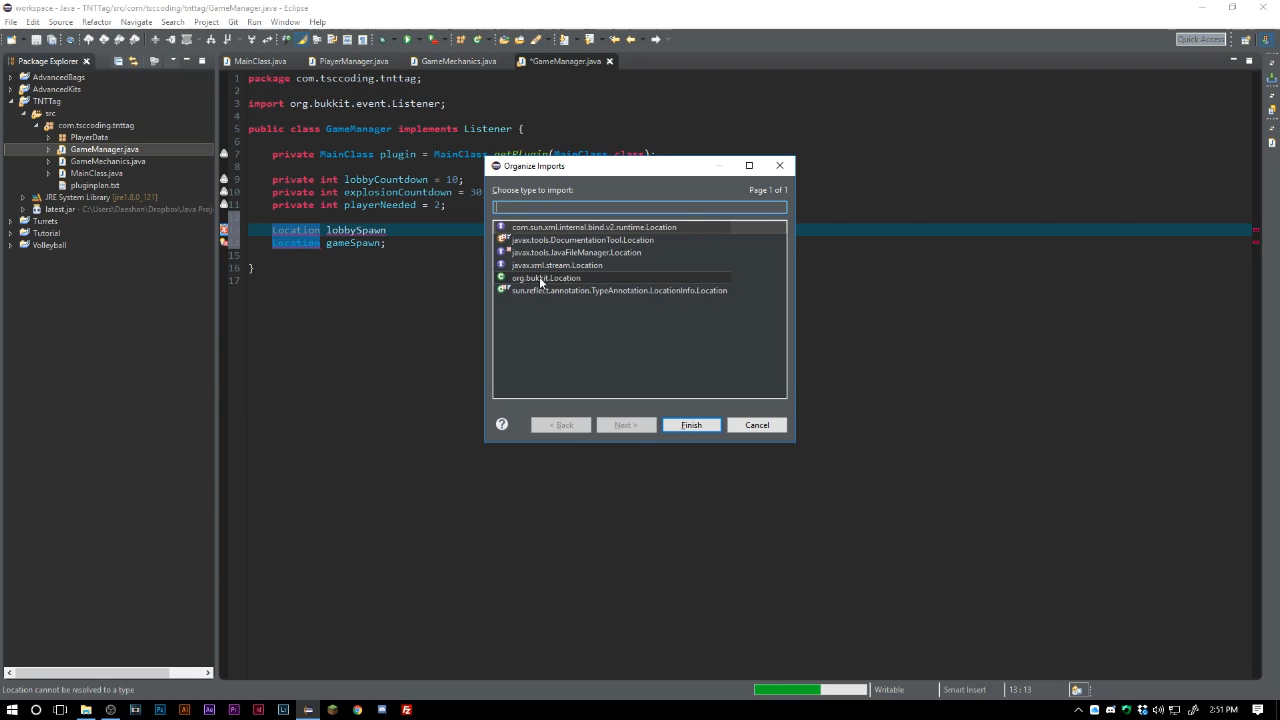 workspace - Java - TNTTag/src/com/tsccoding/tnttag/GameManager.java - Eclipse
File Edit Source Refactor Navigate Search Project Git Run Window Help
Quick Access
Package Explorer
MainClass.java PlayerManager.java GameMechanics.java *GameManager.java
AdvancedBags
AdvancedKits
TNTTag
src
com.tsccoding.tnttag
PlayerData
GameManager.java
GameMechanics.java
MainClass.java
pluginplan.txt
JRE System Library [jre1.8.0_121]
latest.jar - C:\Users\Daeshan\Dropbox\Java Proj
Turrets
Tutorial
Volleyball
1 package com.tsccoding.tnttag;
2
3 import org.bukkit.event.Listener;
4
5 public class GameManager implements Listener {
6
7 private MainClass plugin = MainClass.getPlugin(MainClass.class);
9 private int lobbyCountdown = 10;
10 private int explosionCountdown = 30
11 private int playerNeeded = 2;
Location lobbySpawn
Location gameSpawn;
15
16 }
17
Organize Imports
Choose type to import: Page 1 of 1
com.sun.xml.internal.bind.v2.runtime.Location
javax.tools.DocumentationTool.Location
javax.tools.JavaFileManager.Location
javax.xml.stream.Location
org.bukkit.Location
sun.reflect.annotation.TypeAnnotation.LocationInfo.Location
? < Back Next > Finish Cancel
Location cannot be resolved to a type
Writable Smart Insert 13 : 13
Ps Ai Ae Pr Id Lr
2:51 PM